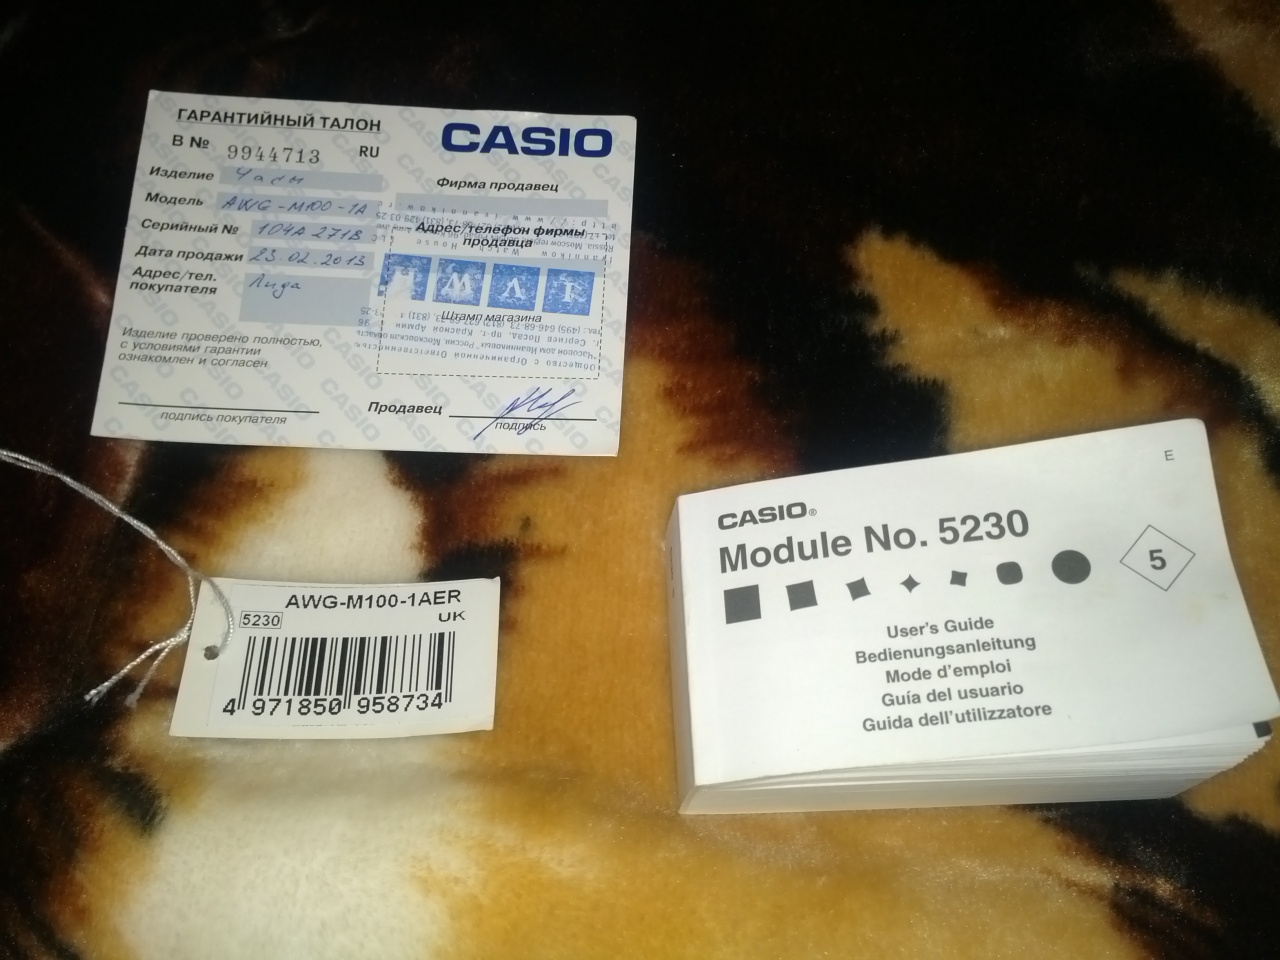 ГАРАНТИЙНЫЙ ТАЛОН
В № 9944713 RU
CASIO
Изделие Часы
Модель AWG-M100-1A
Серийный № 104A 271B
Дата продажи 23.02.2013
Адрес/тел.
покупателя Лида
Изделие проверено полностью,
с условиями гарантии
ознакомлен и согласен
подпись покупателя
Фирма продавец
Адрес/телефон фирмы
продавца
Штамп магазина
Продавец
подпись
AWG-M100-1AER
5230 UK
4 971850 958734
E
CASIO®
Module No. 5230
5
User's Guide
Bedienungsanleitung
Mode d'emploi
Guía del usuario
Guida dell'utilizzatore